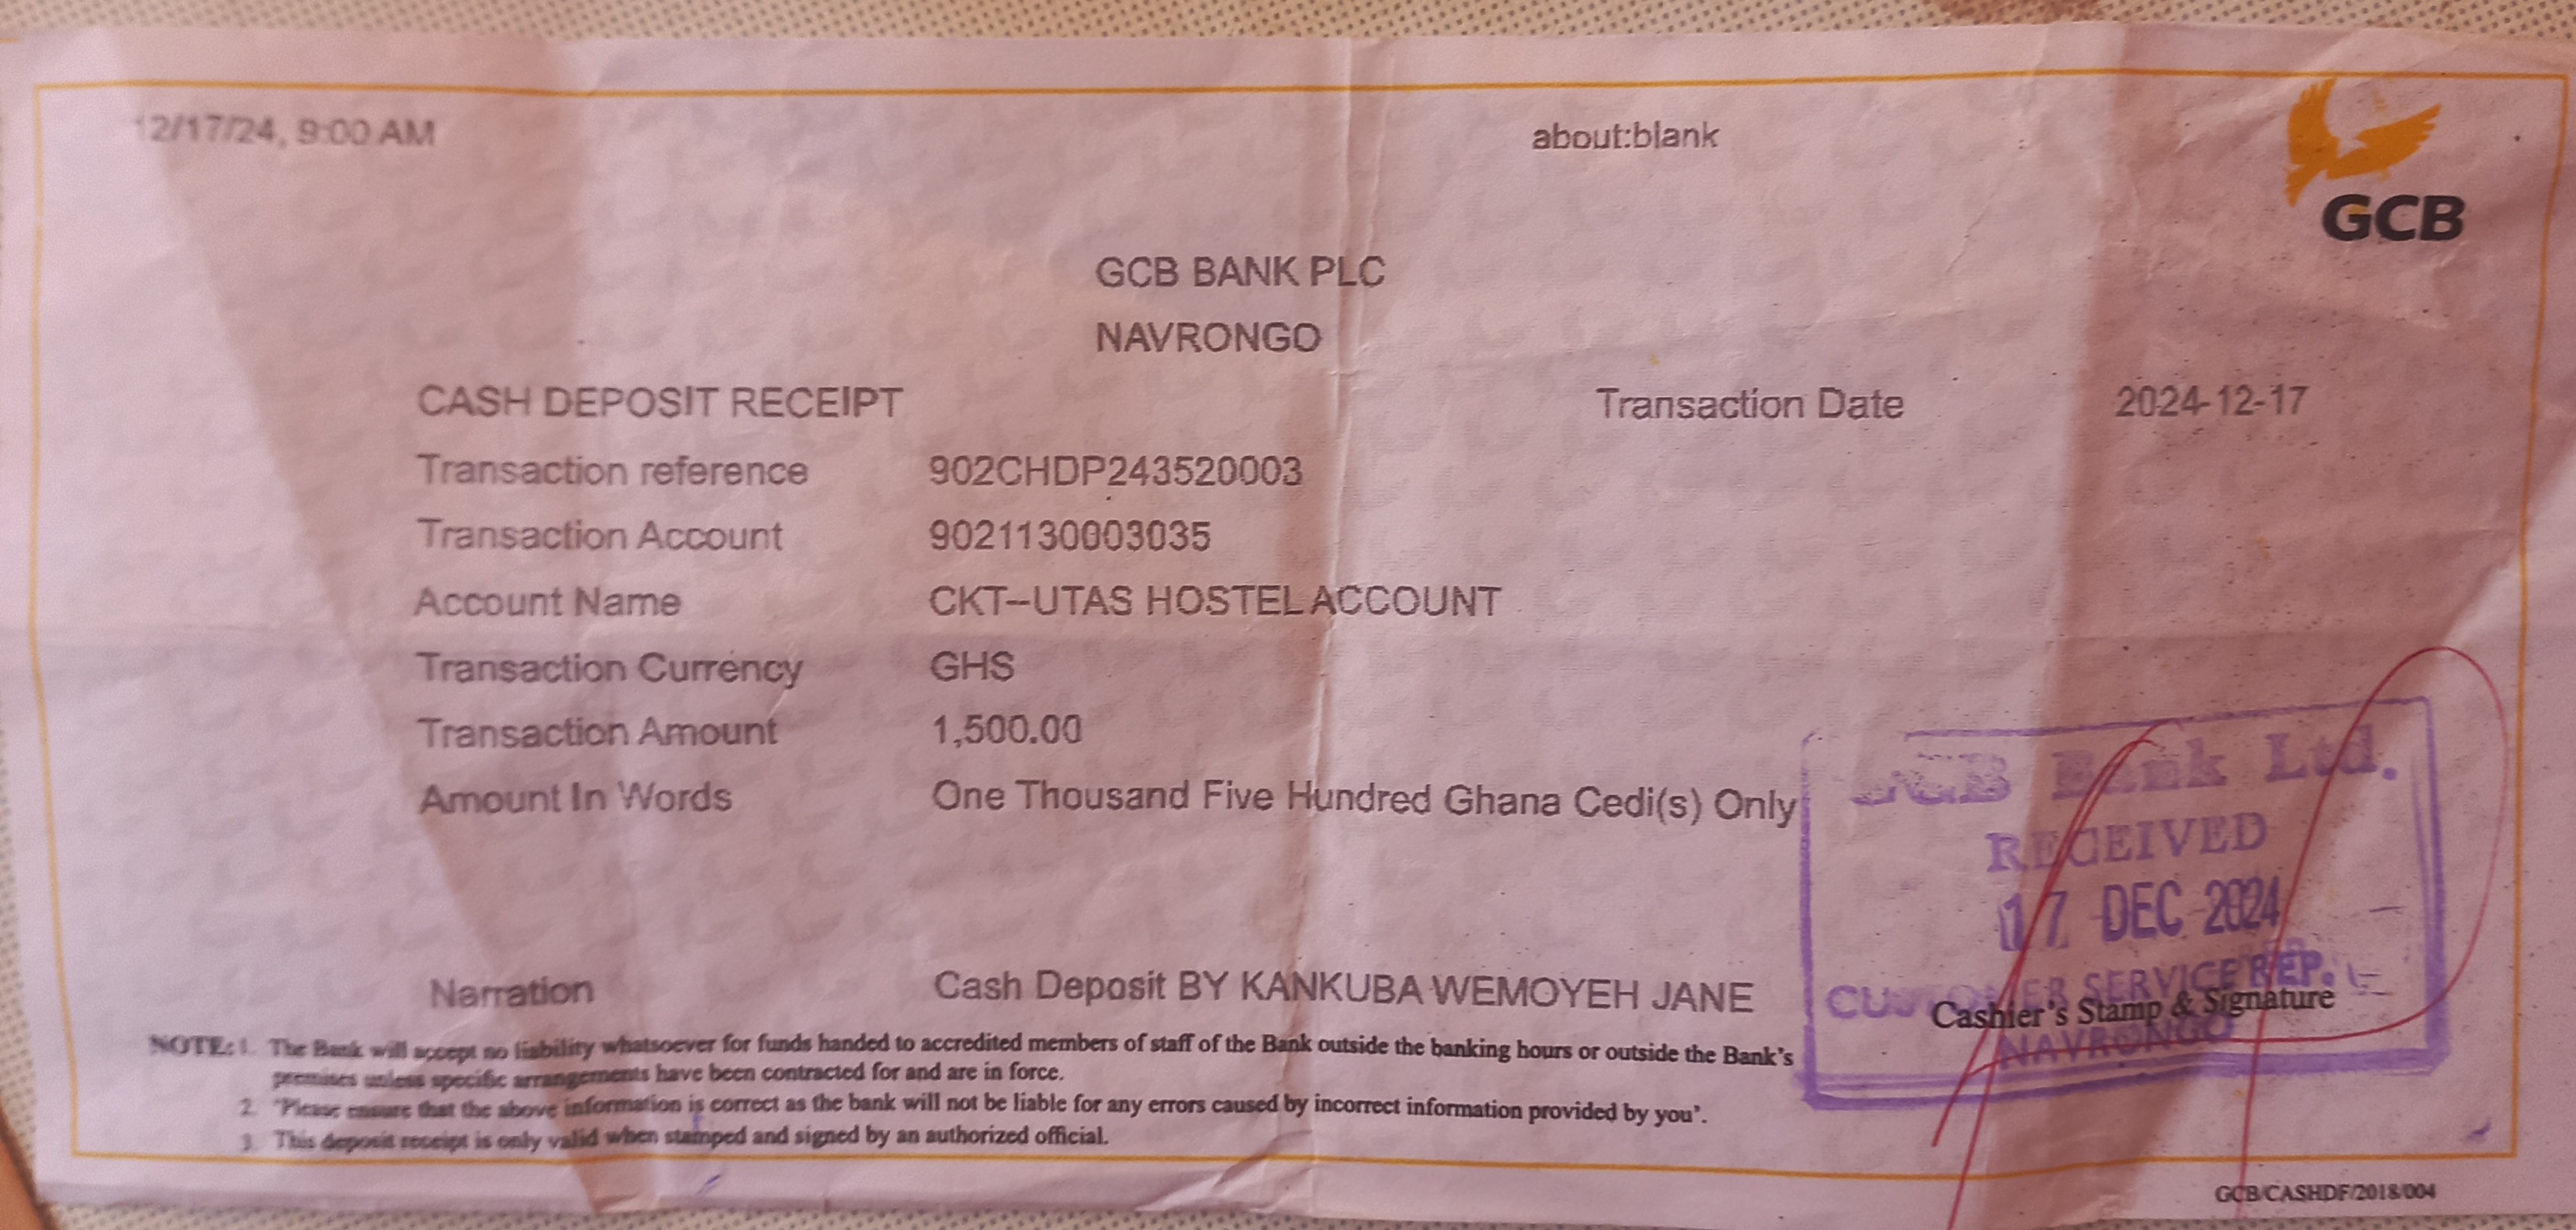 12/17/24, 9:00 AM about:blank
GCB
GCB BANK PLC
NAVRONGO
CASH DEPOSIT RECEIPT Transaction Date 2024-12-17
Transaction reference 902CHDP243520003
Transaction Account 9021130003035
Account Name CKT-UTAS HOSTEL ACCOUNT
Transaction Currency GHS
Transaction Amount 1,500.00
Amount In Words One Thousand Five Hundred Ghana Cedi(s) Only
GCB Bank Ltd.
RECEIVED
17 DEC 2024
CUSTOMER SERVICE REP.
NAVRONGO
Narration Cash Deposit BY KANKUBA WEMOYEH JANE
Cashier's Stamp & Signature
NOTE: 1. The Bank will accept no liability whatsoever for funds handed to accredited members of staff of the Bank outside the banking hours or outside the Bank's
premises unless specific arrangements have been contracted for and are in force.
2. 'Please ensure that the above information is correct as the bank will not be liable for any errors caused by incorrect information provided by you'.
3. This deposit receipt is only valid when stamped and signed by an authorized official.
GCB/CASHDF/2018/004